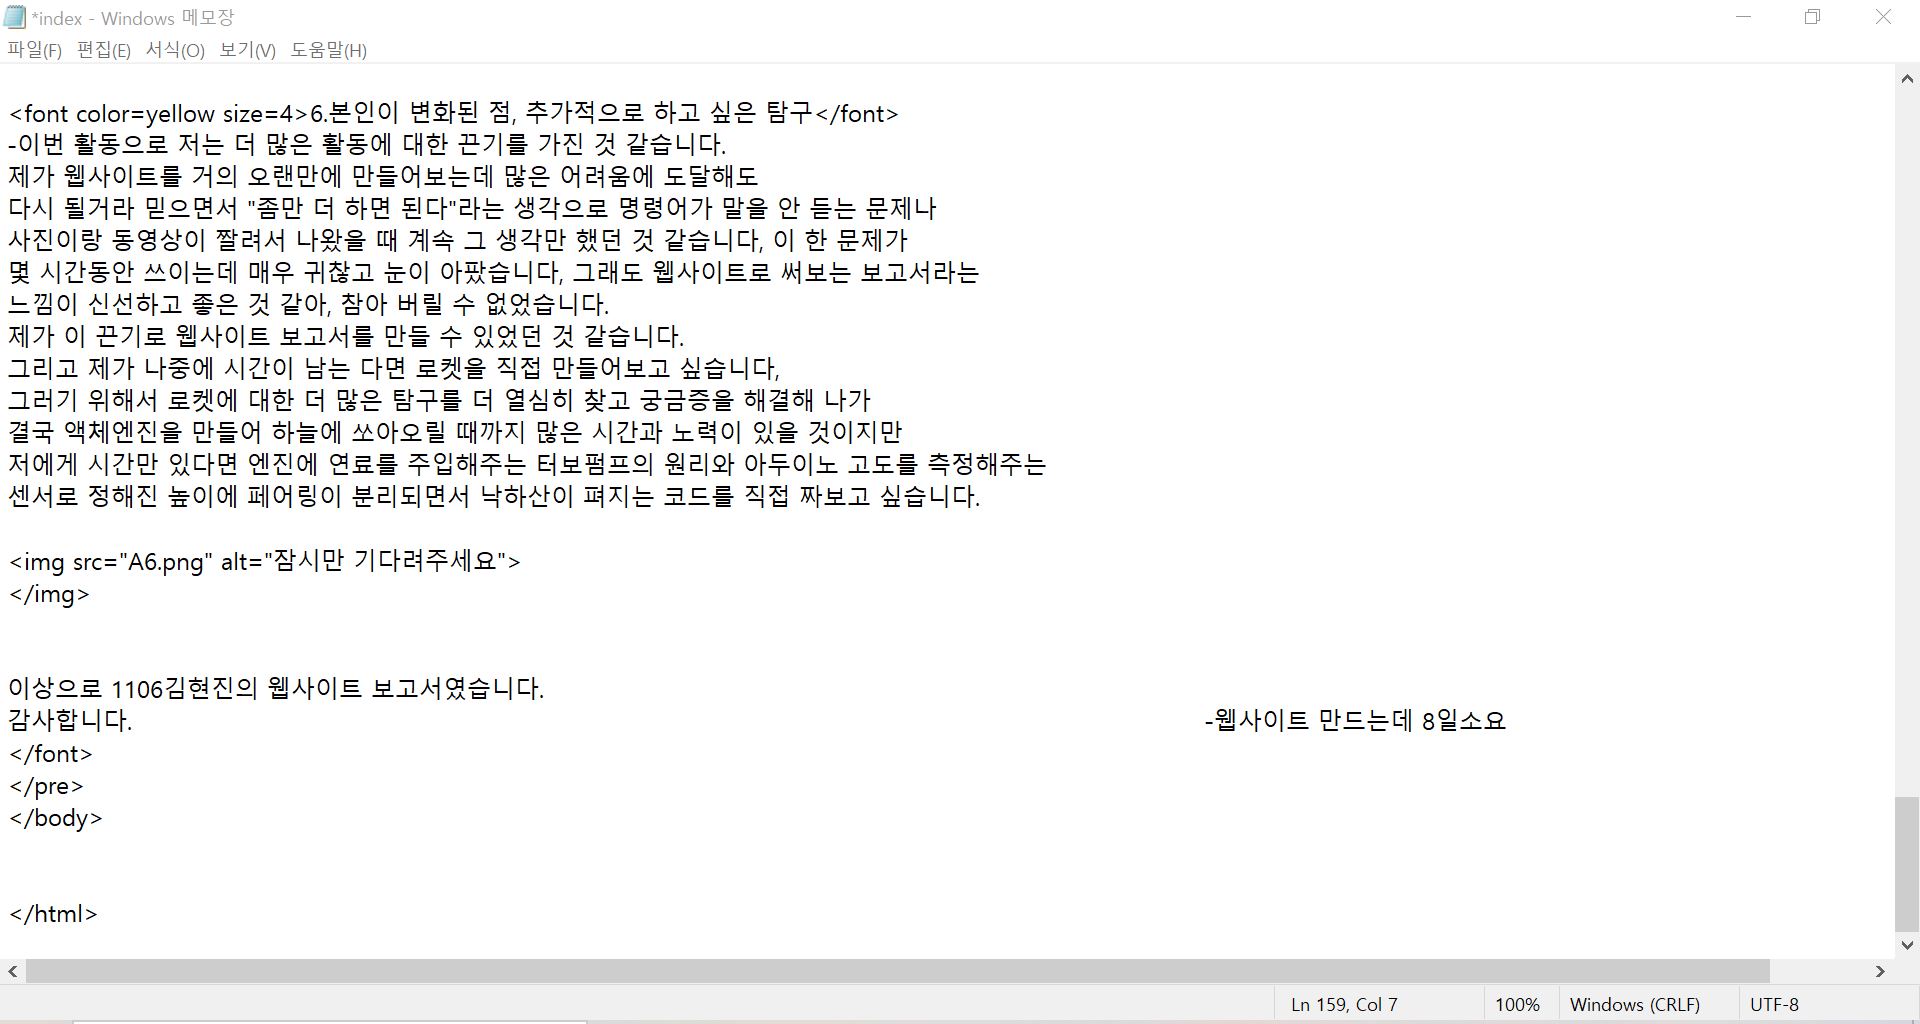 *index - Windows 메모장
파일(F) 편집(E) 서식(O) 보기(V) 도움말(H)
<font color=yellow size=4>6.본인이 변화된 점, 추가적으로 하고 싶은 탐구</font>
-이번 활동으로 저는 더 많은 활동에 대한 끈기를 가진 것 같습니다.
제가 웹사이트를 거의 오랜만에 만들어보는데 많은 어려움에 도달해도
다시 될거라 믿으면서 "좀만 더 하면 된다"라는 생각으로 명령어가 말을 안 듣는 문제나
사진이랑 동영상이 짤려서 나왔을 때 계속 그 생각만 했던 것 같습니다, 이 한 문제가
몇 시간동안 쓰이는데 매우 귀찮고 눈이 아팠습니다, 그래도 웹사이트로 써보는 보고서라는
느낌이 신선하고 좋은 것 같아, 참아 버릴 수 없었습니다.
제가 이 끈기로 웹사이트 보고서를 만들 수 있었던 것 같습니다.
그리고 제가 나중에 시간이 남는 다면 로켓을 직접 만들어보고 싶습니다,
그러기 위해서 로켓에 대한 더 많은 탐구를 더 열심히 찾고 궁금증을 해결해 나가
결국 액체엔진을 만들어 하늘에 쏘아오릴 때까지 많은 시간과 노력이 있을 것이지만
저에게 시간만 있다면 엔진에 연료를 주입해주는 터보펌프의 원리와 아두이노 고도를 측정해주는
센서로 정해진 높이에 페어링이 분리되면서 낙하산이 펴지는 코드를 직접 짜보고 싶습니다.
<img src="A6.png" alt="잠시만 기다려주세요">
</img>
이상으로 1106김현진의 웹사이트 보고서였습니다.
감사합니다. -웹사이트 만드는데 8일소요
</font>
</pre>
</body>
</html>
Ln 159, Col 7 100% Windows (CRLF) UTF-8